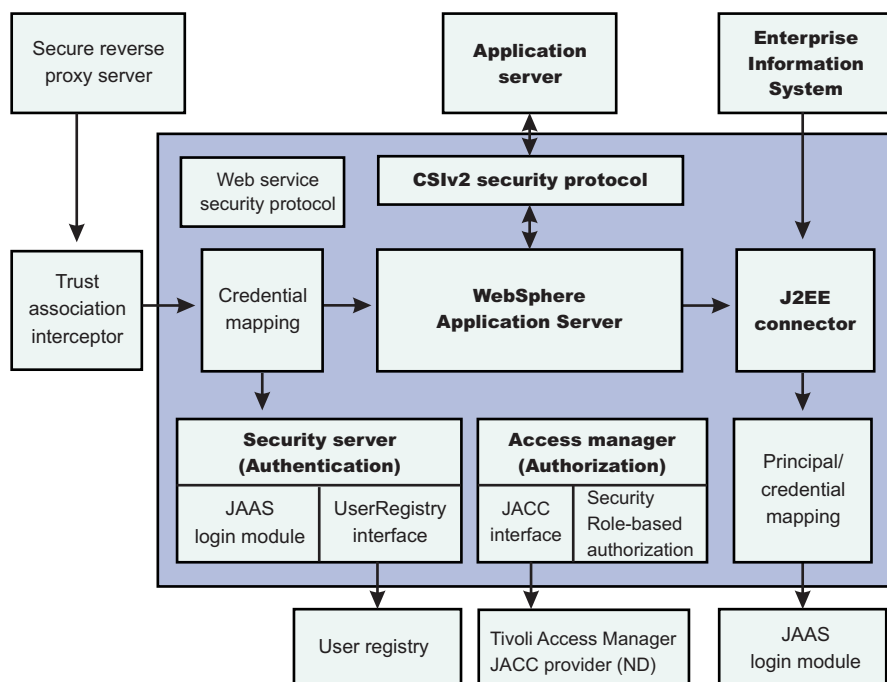 Secure reverse
proxy server
Application
server
Enterprise
Information
System
Web service
security protocol
CSIv2 security protocol
Trust
association
interceptor
Credential
mapping
WebSphere
Application Server
J2EE
connector
Security server
(Authentication)
JAAS
login module
UserRegistry
interface
Access manager
(Authorization)
JACC
interface
Security
Role-based
authorization
Principal/
credential
mapping
User registry
Tivoli Access Manager
JACC provider (ND)
JAAS
login module